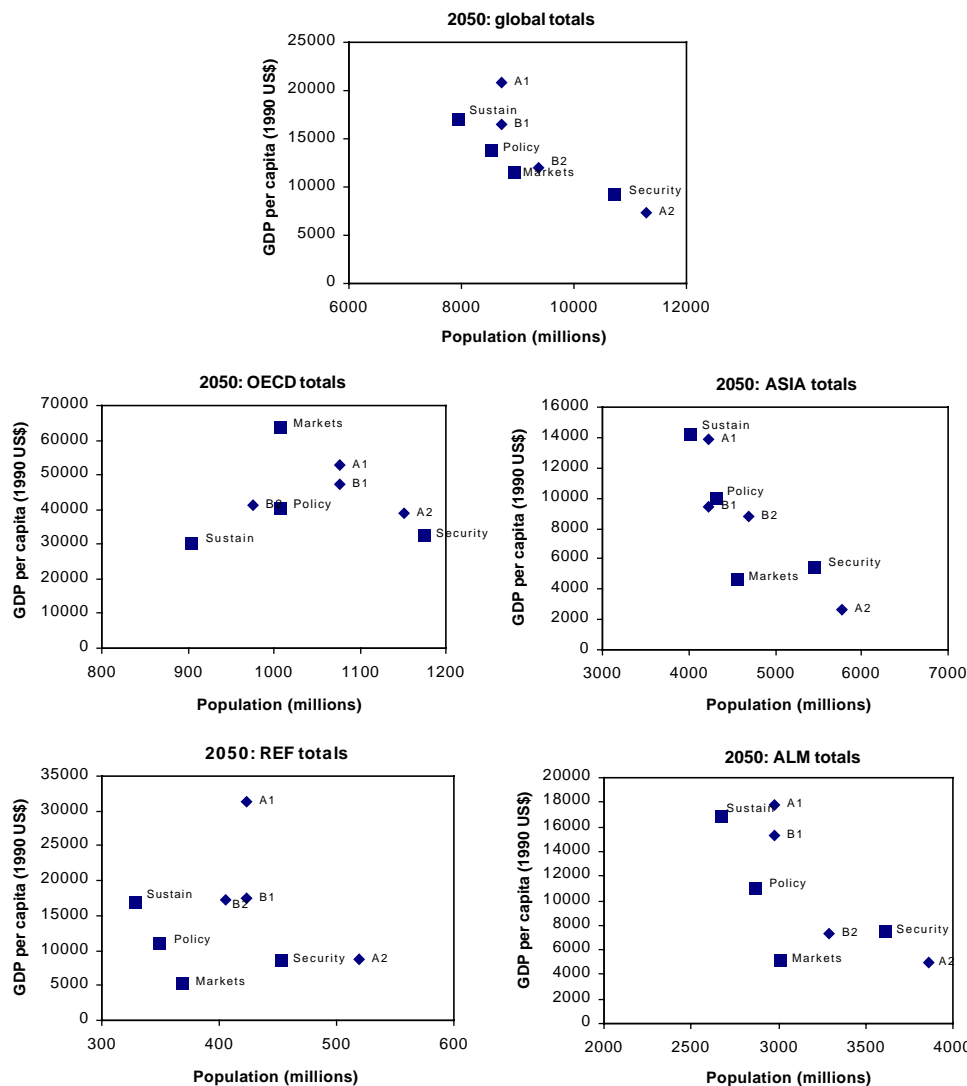 2050: global totals
GDP per capita (1990 US$)
25000
20000
15000
10000
5000
0
A1
Sustain
B1
Policy
B2
Markets
Security
A2
6000 8000 10000 12000
Population (millions)
2050: OECD totals
GDP per capita (1990 US$)
70000
60000
50000
40000
30000
20000
10000
0
Markets
A1
B1
B2
Policy
A2
Security
Sustain
800 900 1000 1100 1200
Population (millions)
2050: ASIA totals
GDP per capita (1990 US$)
16000
14000
12000
10000
8000
6000
4000
2000
0
Sustain
A1
Policy
B1
B2
Security
Markets
A2
3000 4000 5000 6000 7000
Population (millions)
2050: REF totals
GDP per capita (1990 US$)
35000
30000
25000
20000
15000
10000
5000
0
A1
Sustain
B1
B2
Policy
Security
A2
Markets
300 400 500 600
Population (millions)
2050: ALM totals
GDP per capita (1990 US$)
20000
18000
16000
14000
12000
10000
8000
6000
4000
2000
0
A1
Sustain
B1
Policy
B2
Security
Markets
A2
2000 2500 3000 3500 4000
Population (millions)